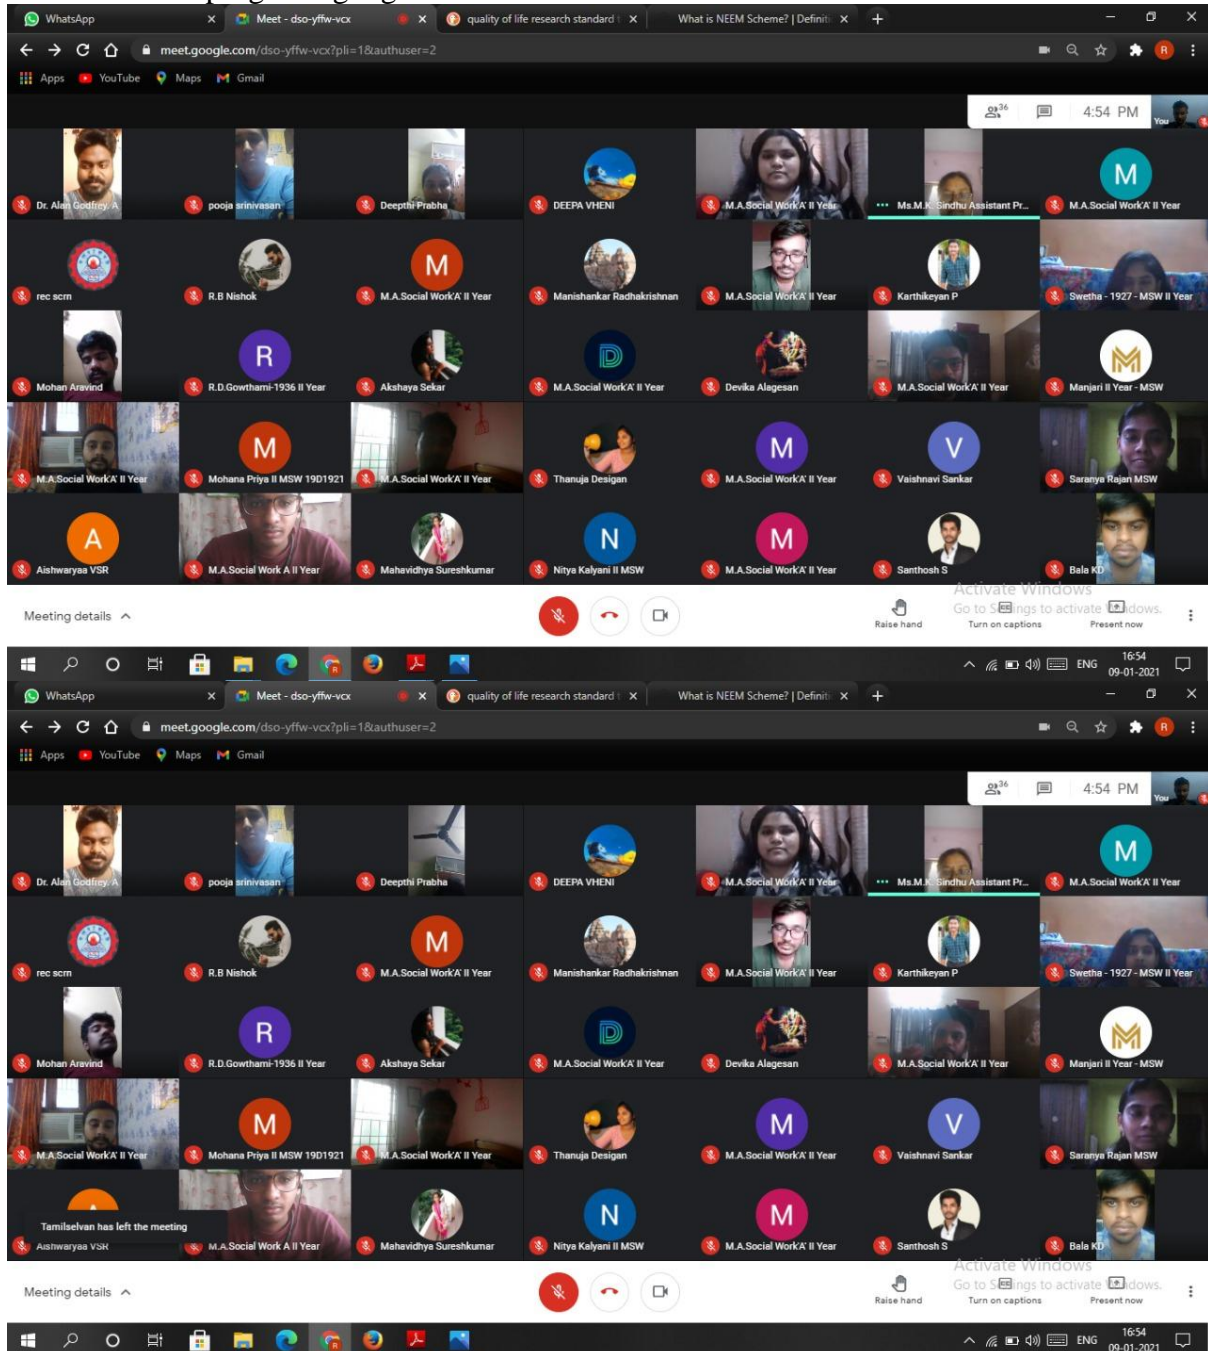 WhatsApp Meet - dso-yffw-vcx quality of life research standard t What is NEEM Scheme? | Definiti
meet.google.com/dso-yffw-vcx?pli=1&authuser=2
Apps YouTube Maps Gmail
36 4:54 PM You
Dr. Alan Godfrey. A pooja srinivasan Deepthi Prabha DEEPA VHENI M.A.Social Work'A' II Year Ms.M.K. Sindhu Assistant Pr... M M.A.Social Work'A' II Year
rec scrn R.B Nishok M M.A.Social Work'A' II Year Manishankar Radhakrishnan M.A.Social Work'A' II Year Karthikeyan P Swetha - 1927 - MSW II Year
Mohan Aravind R R.D.Gowthami-1936 II Year Akshaya Sekar D M.A.Social Work'A' II Year Devika Alagesan M.A.Social Work'A' II Year M Manjari II Year - MSW
M.A.Social Work'A' II Year M Mohana Priya II MSW 19D1921 M.A.Social Work'A' II Year Thanuja Desigan M M.A.Social Work'A' II Year V Vaishnavi Sankar Saranya Rajan MSW
A Aishwaryaa VSR M.A.Social Work A II Year Mahavidhya Sureshkumar N Nitya Kalyani II MSW M M.A.Social Work'A' II Year Santhosh S Bala KD
Activate Windows
Meeting details Raise hand Turn on captions Present now
Go to Settings to activate Windows.
ENG 16:54
09-01-2021
WhatsApp Meet - dso-yffw-vcx quality of life research standard t What is NEEM Scheme? | Definiti
meet.google.com/dso-yffw-vcx?pli=1&authuser=2
Apps YouTube Maps Gmail
36 4:54 PM You
Dr. Alan Godfrey. A pooja srinivasan Deepthi Prabha DEEPA VHENI M.A.Social Work'A' II Year Ms.M.K. Sindhu Assistant Pr... M M.A.Social Work'A' II Year
rec scrn R.B Nishok M M.A.Social Work'A' II Year Manishankar Radhakrishnan M.A.Social Work'A' II Year Karthikeyan P Swetha - 1927 - MSW II Year
Mohan Aravind R R.D.Gowthami-1936 II Year Akshaya Sekar D M.A.Social Work'A' II Year Devika Alagesan M.A.Social Work'A' II Year M Manjari II Year - MSW
M.A.Social Work'A' II Year M Mohana Priya II MSW 19D1921 M.A.Social Work'A' II Year Thanuja Desigan M M.A.Social Work'A' II Year V Vaishnavi Sankar Saranya Rajan MSW
Tamilselvan has left the meeting
Aishwaryaa VSR M.A.Social Work A II Year Mahavidhya Sureshkumar N Nitya Kalyani II MSW M M.A.Social Work'A' II Year Santhosh S Bala KD
Activate Windows
Meeting details Raise hand Turn on captions Present now
Go to Settings to activate Windows.
ENG 16:54
09-01-2021